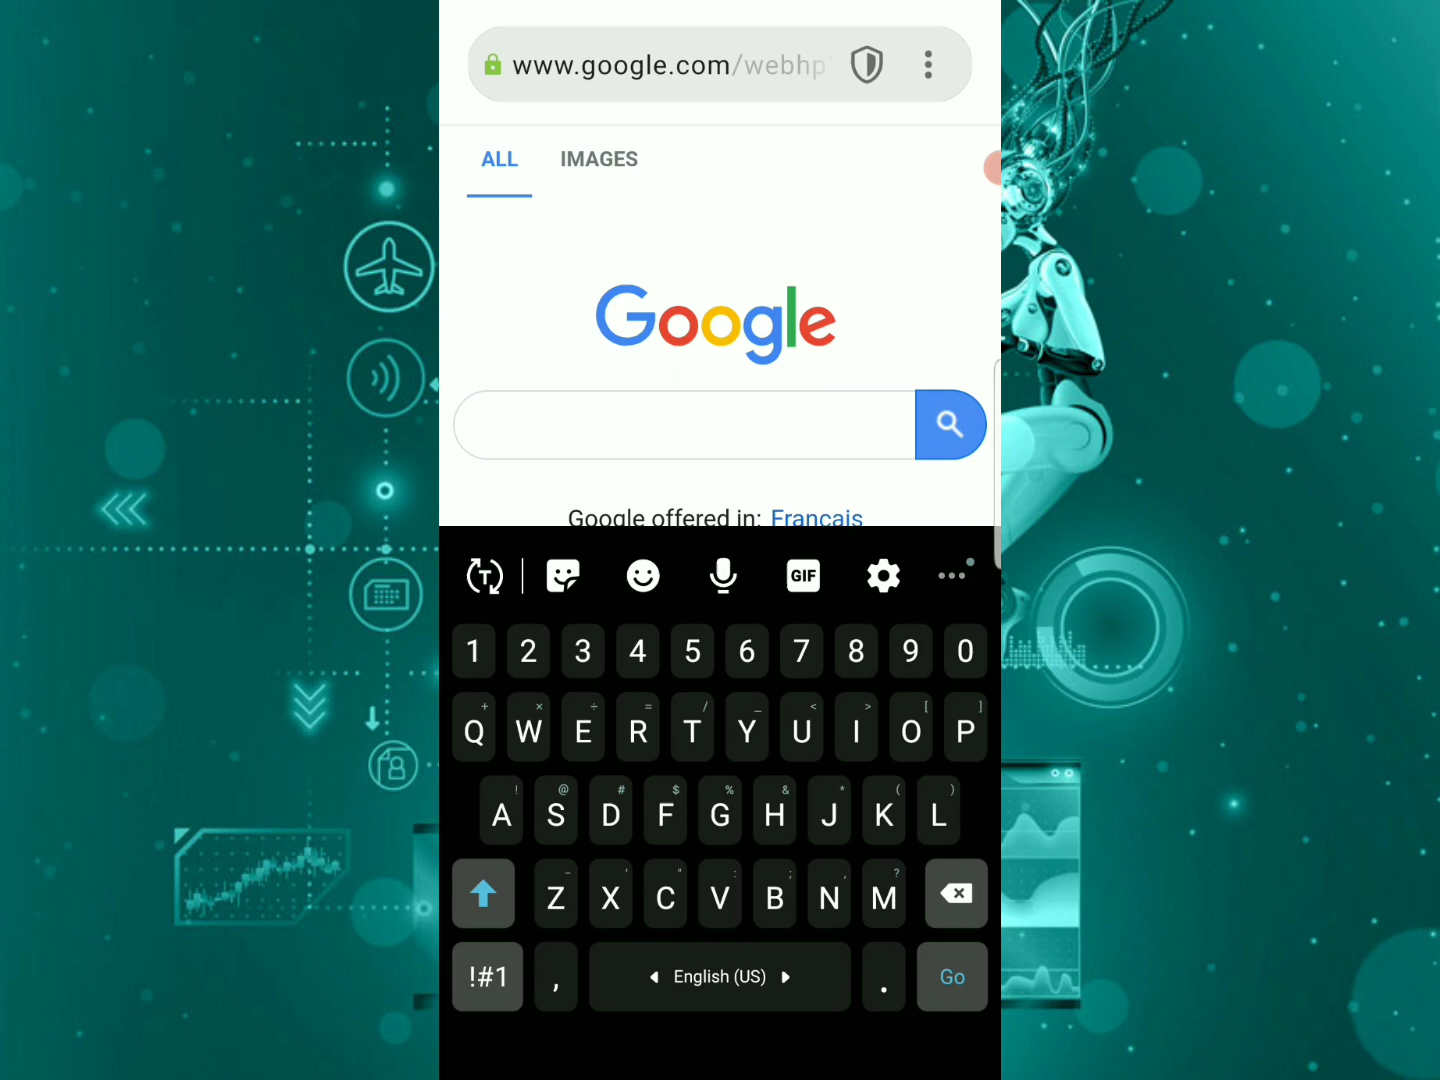 www.google.com/webhp
ALL IMAGES
Google
Google offered in: Français
T GIF
1 2 3 4 5 6 7 8 9 0
+ × ÷ = / _ < > [ ]
Q W E R T Y U I O P
! @ # $ % & * ( )
A S D F G H J K L
- ' " : ; , ?
Z X C V B N M
!#1 , English (US) . Go